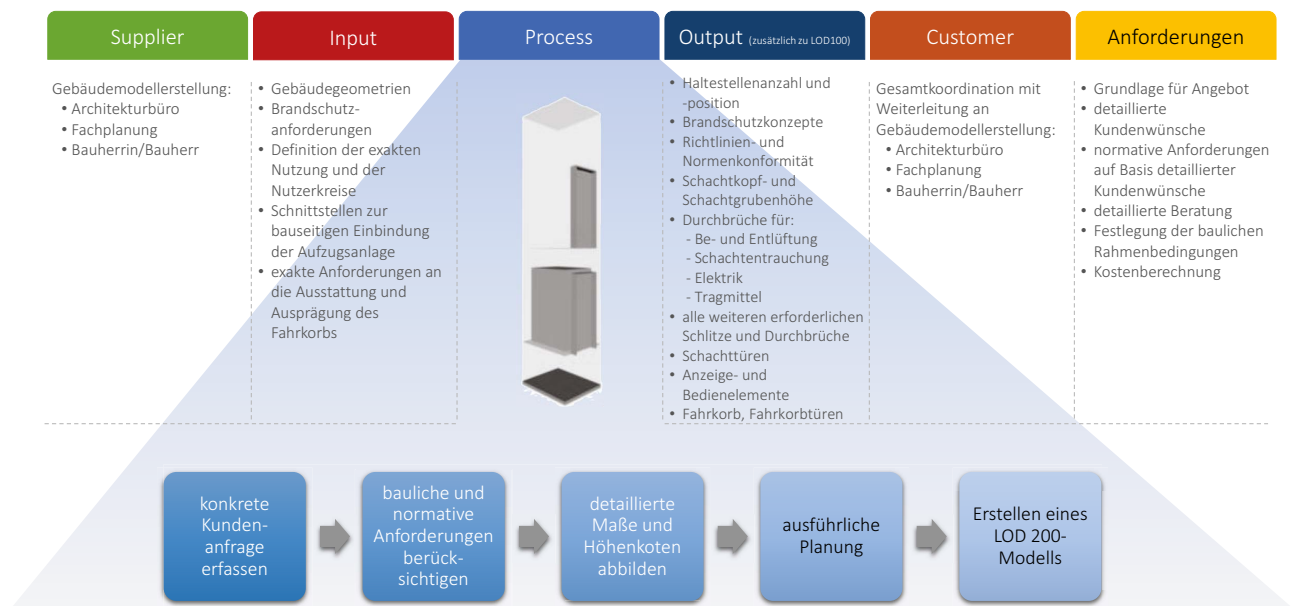 Supplier
Input
Process
Output (zusätzlich zu LOD100)
Customer
Anforderungen
Gebäudemodellerstellung:
• Architekturbüro
• Fachplanung
• Bauherrin/Bauherr
• Gebäudegeometrien
• Brandschutz-
anforderungen
• Definition der exakten
Nutzung und der
Nutzerkreise
• Schnittstellen zur
bauseitigen Einbindung
der Aufzugsanlage
• exakte Anforderungen an
die Ausstattung und
Ausprägung des
Fahrkorbs
• Haltestellenanzahl und
-position
• Brandschutzkonzepte
• Richtlinien- und
Normenkonformität
• Schachtkopf- und
Schachtgrubenhöhe
• Durchbrüche für:
- Be- und Entlüftung
- Schachtentrauchung
- Elektrik
- Tragmittel
• alle weiteren erforderlichen
Schlitze und Durchbrüche
• Schachttüren
• Anzeige- und
Bedienelemente
• Fahrkorb, Fahrkorbtüren
Gesamtkoordination mit
Weiterleitung an
Gebäudemodellerstellung:
• Architekturbüro
• Fachplanung
• Bauherrin/Bauherr
• Grundlage für Angebot
• detaillierte
Kundenwünsche
• normative Anforderungen
auf Basis detaillierter
Kundenwünsche
• detaillierte Beratung
• Festlegung der baulichen
Rahmenbedingungen
• Kostenberechnung
konkrete
Kunden-
anfrage
erfassen
bauliche und
normative
Anforderungen
berück-
sichtigen
detaillierte
Maße und
Höhenkoten
abbilden
ausführliche
Planung
Erstellen eines
LOD 200-
Modells